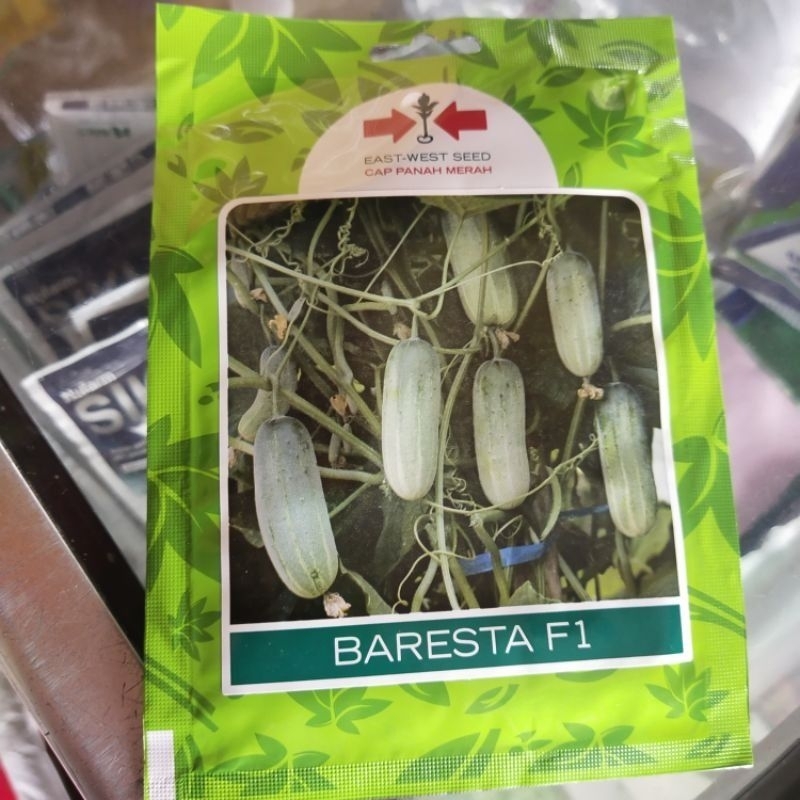 EAST-WEST SEED
CAP PANAH MERAH
BARESTA F1